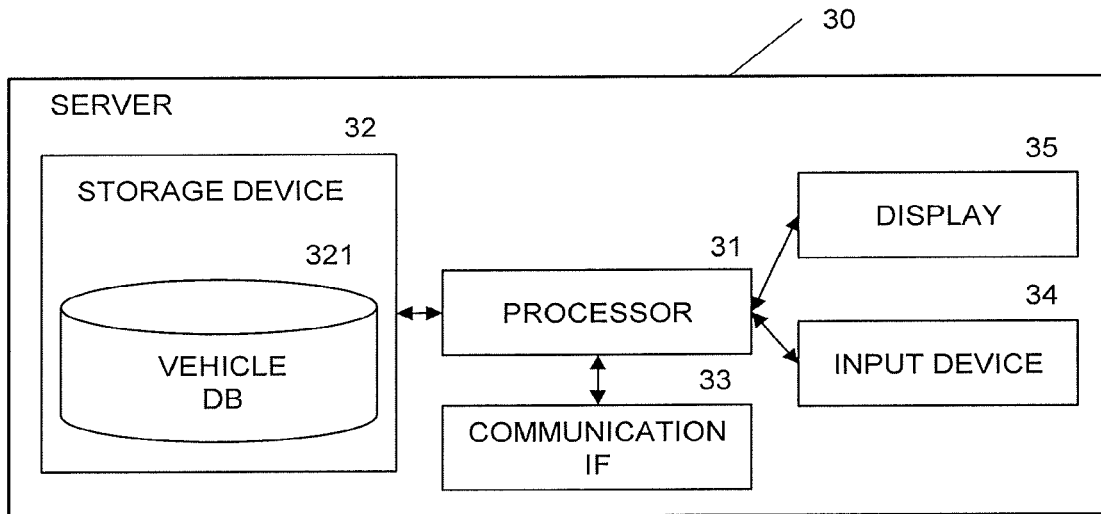 30
SERVER
32
STORAGE DEVICE
321
VEHICLE
DB
31
PROCESSOR
33
COMMUNICATION
IF
35
DISPLAY
34
INPUT DEVICE